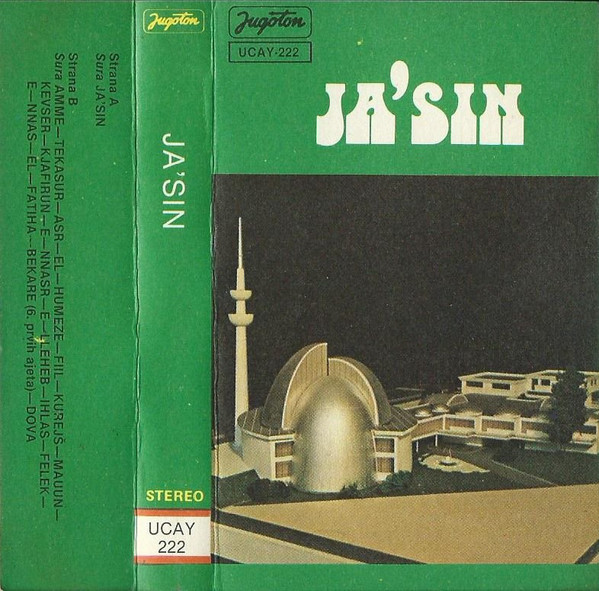 Strana A
Sura JA'SIN
Strana B
Sura AMME—TEKASUR—ASR—EL—HUMEZE—FIIL—KUREJŠ—MAUUN—
KEVSER—KJAFIRUN—E—NNASR—E—LLEHEB—IHLAS—FELEK—
E—NNAS—EL—FATIHA—BEKARE (6. prvih ajeta)—DOVA
Jugoton
JA'SIN
STEREO
UCAY
222
Jugoton
UCAY-222
JA'SIN